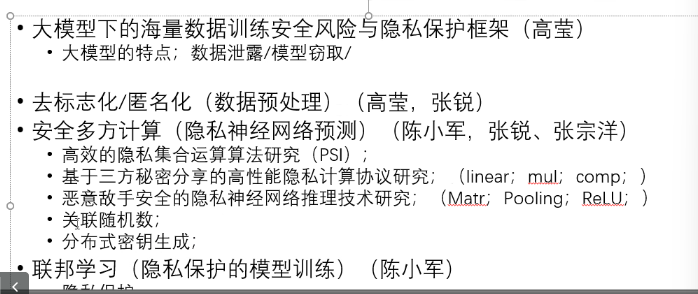 • 大模型下的海量数据训练安全风险与隐私保护框架（高莹）
• 大模型的特点；数据泄露/模型窃取/
• 去标志化/匿名化（数据预处理）（高莹，张锐）
• 安全多方计算（隐私神经网络预测）（陈小军，张锐、张宗洋）
• 高效的隐私集合运算算法研究（PSI）;
• 基于三方秘密分享的高性能隐私计算协议研究；（linear；mul；comp；）
• 恶意敌手安全的隐私神经网络推理技术研究；（Matr；Pooling；ReLU；）
• 关联随机数；
• 分布式密钥生成；
• 联邦学习（隐私保护的模型训练）（陈小军）